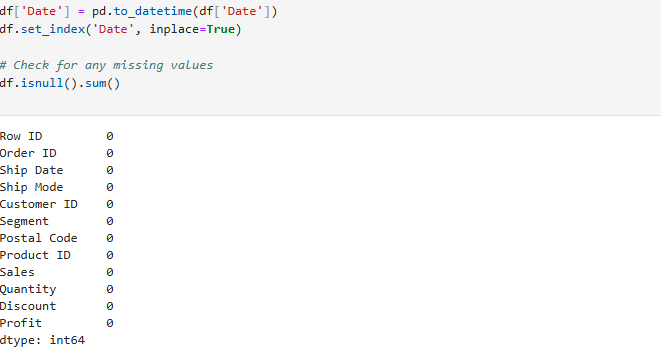 df['Date'] = pd.to_datetime(df['Date'])
df.set_index('Date', inplace=True)
# Check for any missing values
df.isnull().sum()
Row ID 0
Order ID 0
Ship Date 0
Ship Mode 0
Customer ID 0
Segment 0
Postal Code 0
Product ID 0
Sales 0
Quantity 0
Discount 0
Profit 0
dtype: int64